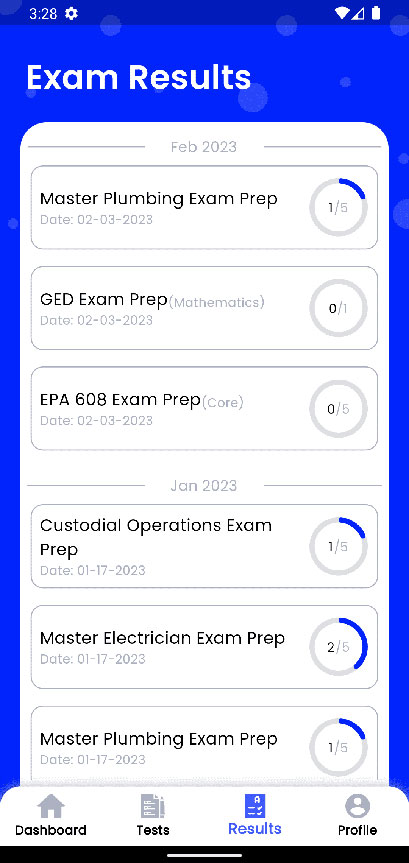 3:28
Exam Results
Feb 2023
Master Plumbing Exam Prep
Date: 02-03-2023
1/5
GED Exam Prep(Mathematics)
Date: 02-03-2023
0/1
EPA 608 Exam Prep(Core)
Date: 02-03-2023
0/5
Jan 2023
Custodial Operations Exam
Prep
Date: 01-17-2023
1/5
Master Electrician Exam Prep
Date: 01-17-2023
2/5
Master Plumbing Exam Prep
Date: 01-17-2023
1/5
Dashboard
Tests
Results
Profile